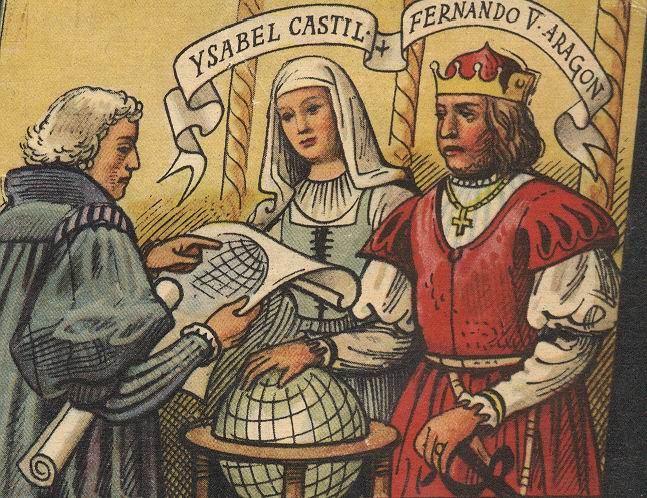 YSABEL CASTIL· +
FERNANDO V. ARAGON